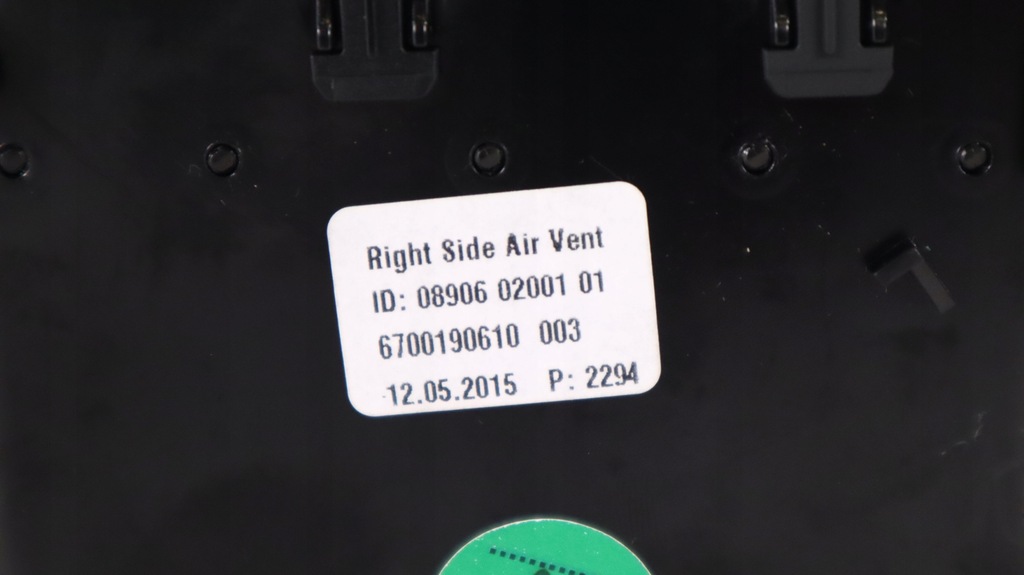 Right Side Air Vent
ID: 08906 02001 01
6700190610 003
12.05.2015 P: 2294